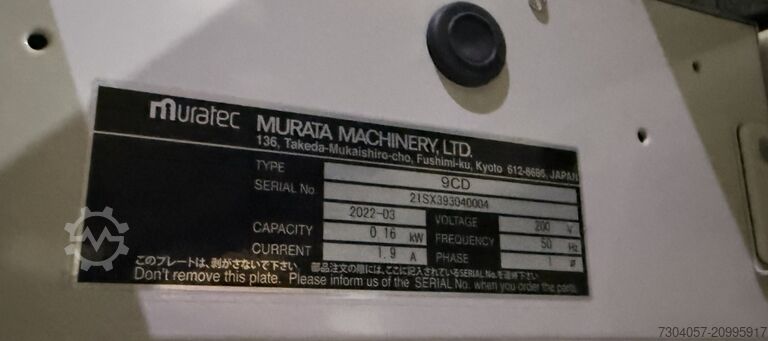 muratec MURATA MACHINERY, LTD.
136, Takeda-Mukaishiro-cho, Fushimi-ku, Kyoto 612-8686, JAPAN
TYPE 9CD
SERIAL No. 21SX393040004
2022-03 VOLTAGE 200 V
CAPACITY 0.16 kW FREQUENCY 50 Hz
CURRENT 1.9 A PHASE 1 ø
このプレートは、剥がさないで下さい。 部品注文の際には、ここに記入されているSERIAL No.を連絡下さい
Don't remove this plate. Please inform us of the SERIAL No. when you order the parts.
7304057-20995917